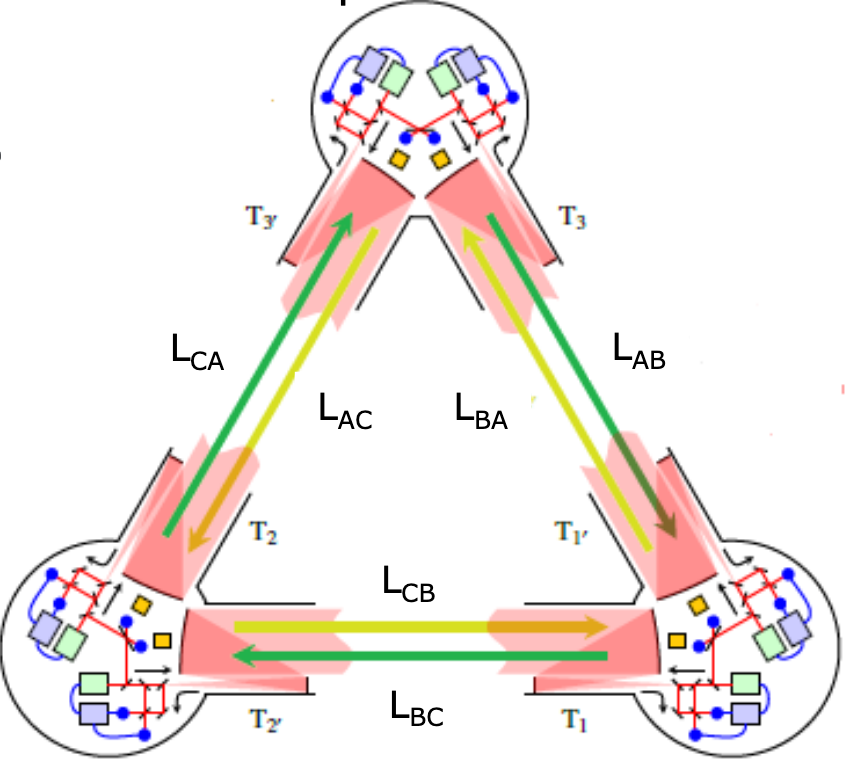 T3′
T3
LCA
LAB
LAC
LBA
T2
T1′
LCB
LBC
T2′
T1